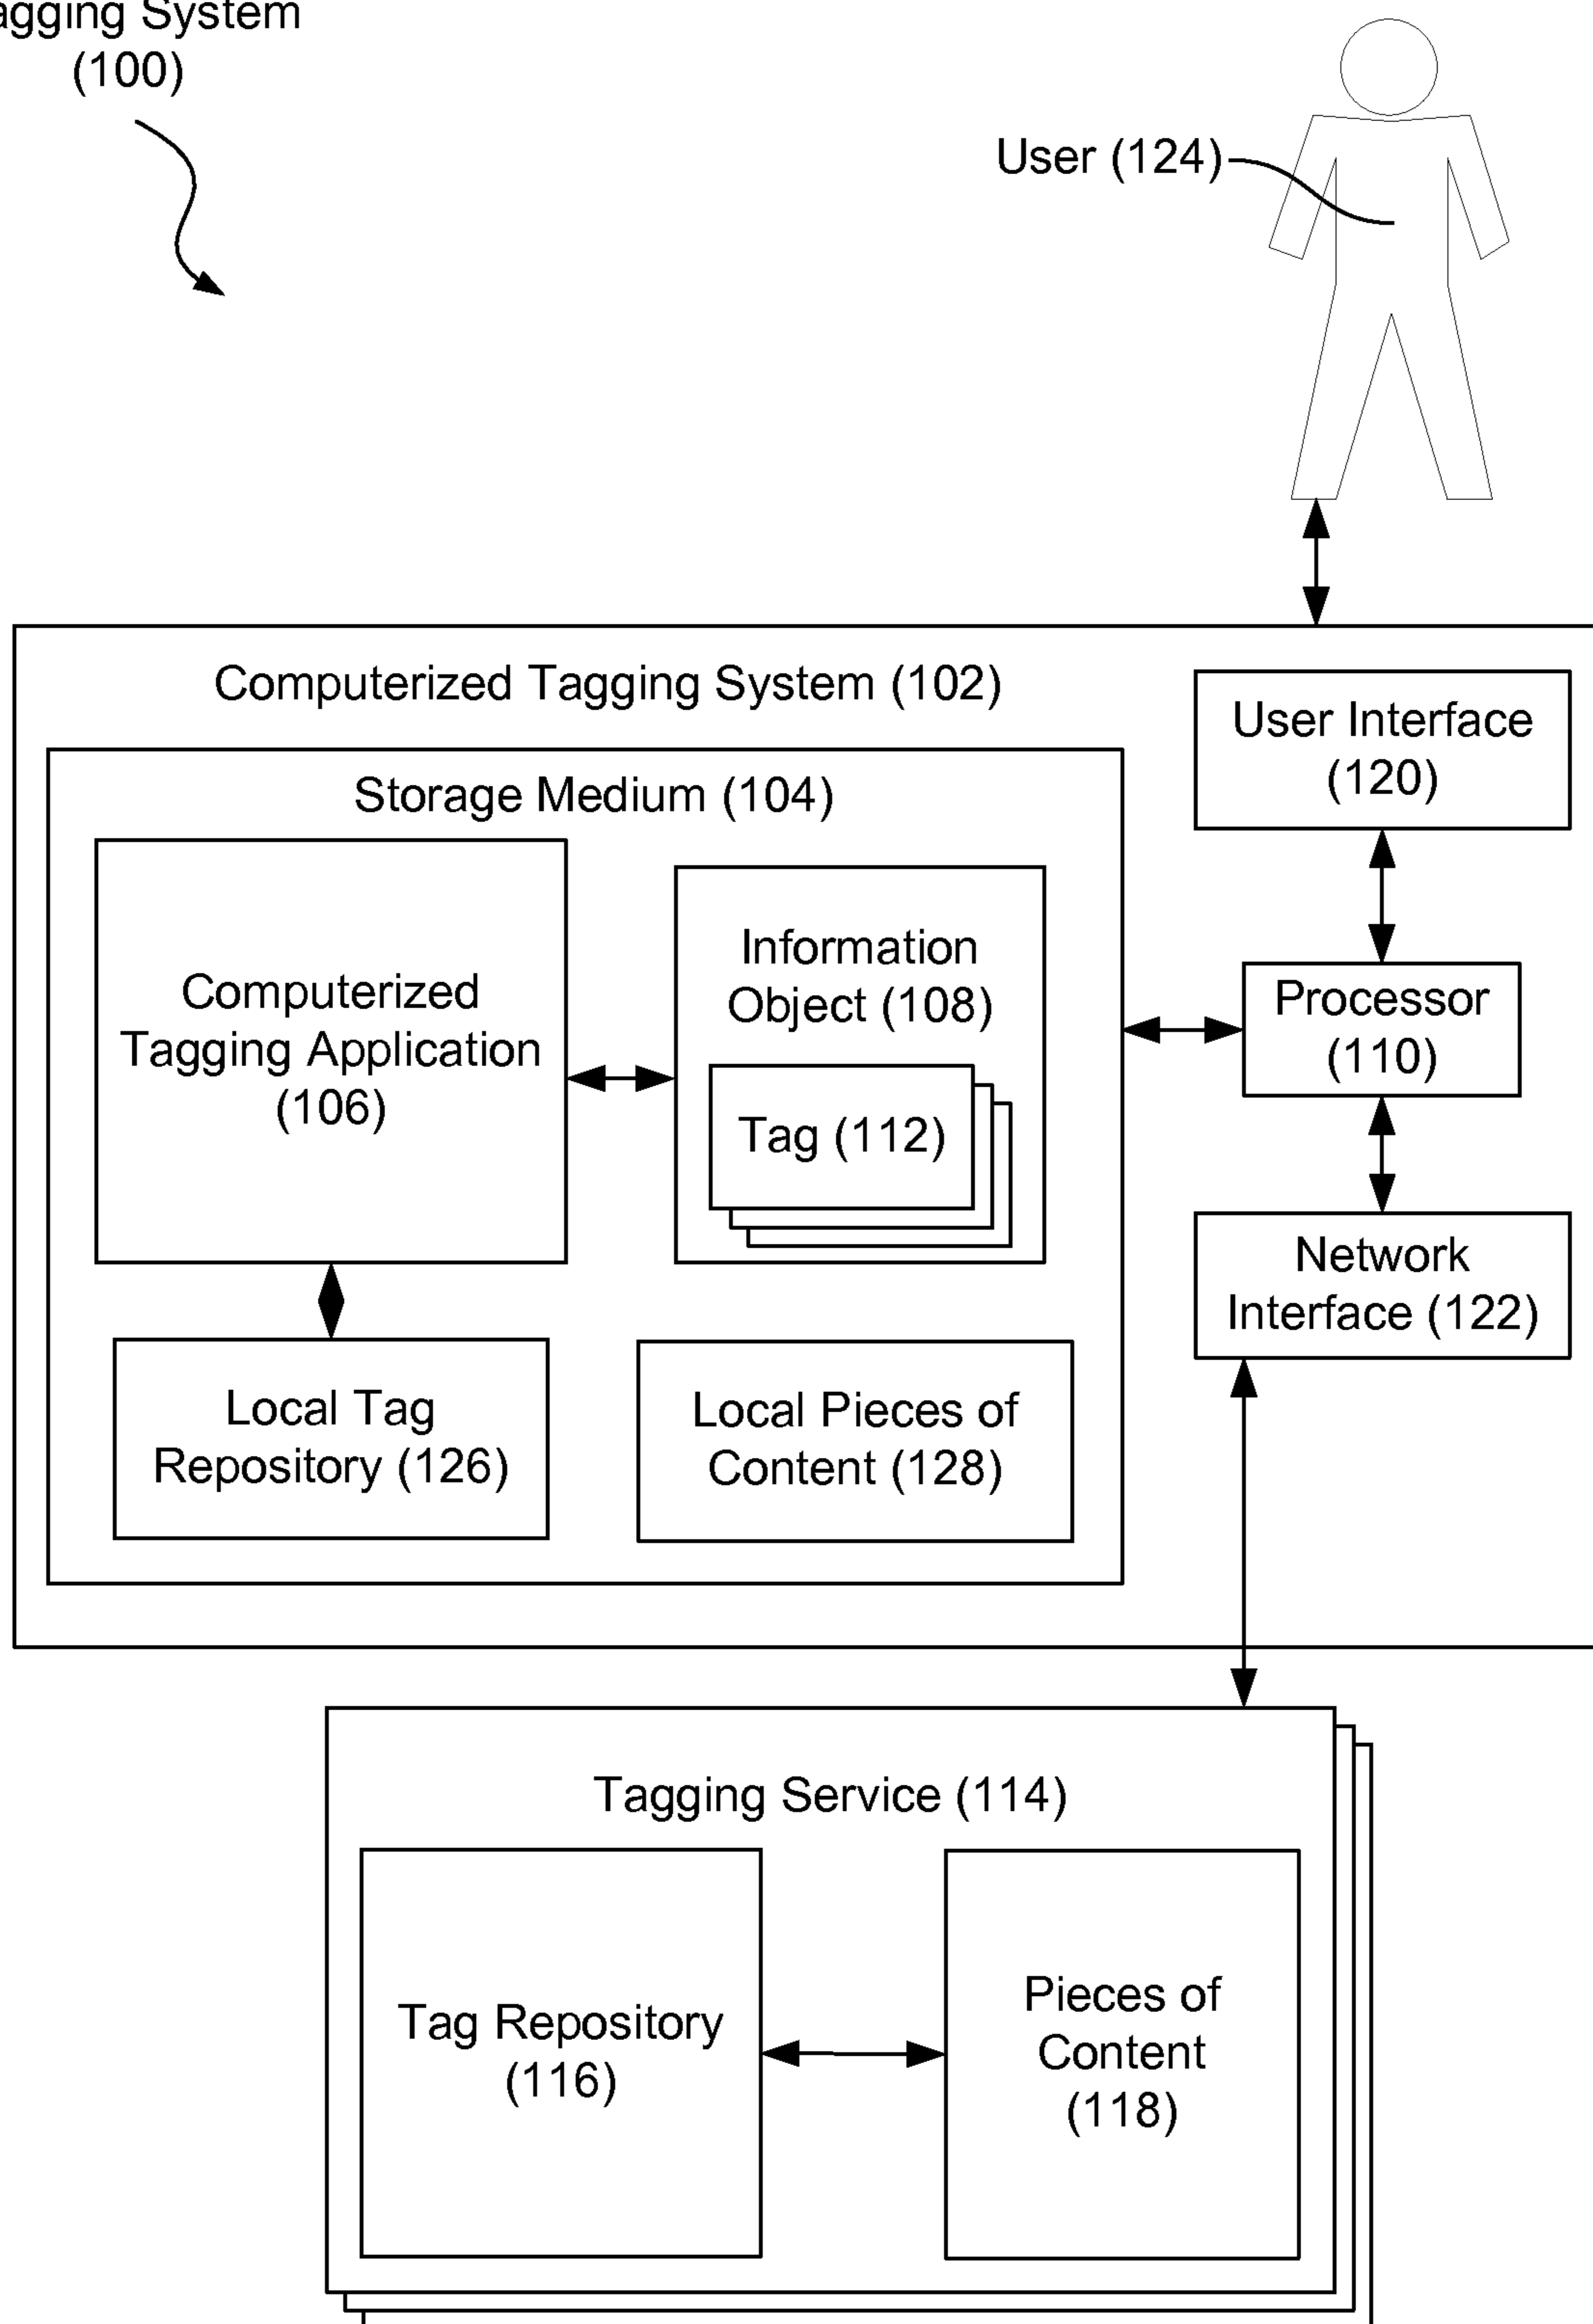 System
(100)
User (124)
Computerized Tagging System (102)
User Interface
(120)
Storage Medium (104)
Information
Object (108)
Computerized
Tagging Application
(106)
Processor
(110)
Tag (112)
Network
Interface (122)
Local Tag
Repository (126)
Local Pieces of
Content (128)
Tagging Service (114)
Tag Repository
(116)
Pieces of
Content
(118)